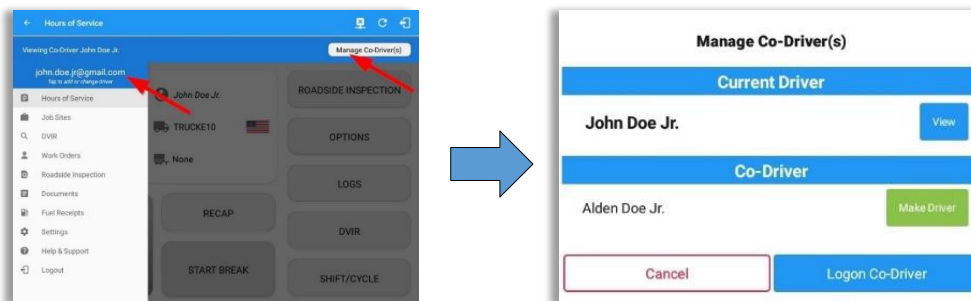 Hours of Service
Viewing Co-Driver John Doe Jr.
Manage Co-Driver(s)
john.doe.jr@gmail.com
Tap to add or change driver
Hours of Service
Job Sites
DVIR
Work Orders
Roadside Inspection
Documents
Fuel Receipts
Settings
Help & Support
Logout
John Doe Jr.
TRUCKE10
None
RECAP
START BREAK
ROADSIDE INSPECTION
OPTIONS
LOGS
DVIR
SHIFT/CYCLE
Manage Co-Driver(s)
Current Driver
John Doe Jr.
View
Co-Driver
Alden Doe Jr.
Make Driver
Cancel
Logon Co-Driver